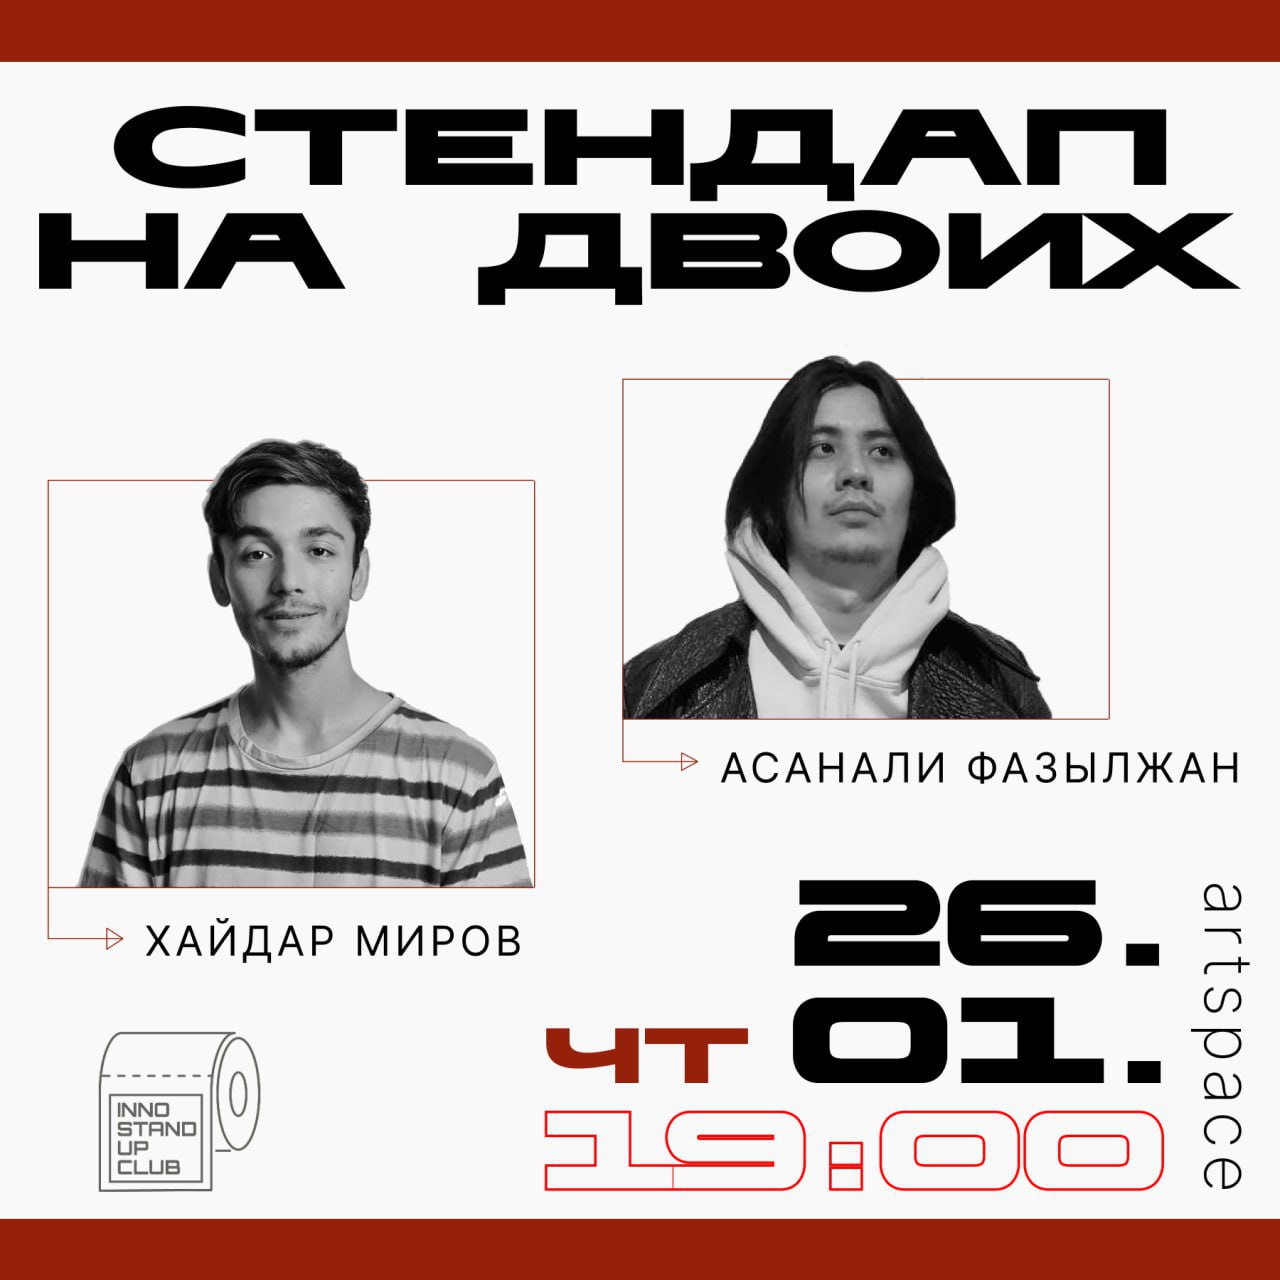 СТЕНДАП
НА ДВОИХ
АСАНАЛИ ФАЗЫЛЖАН
ХАЙДАР МИРОВ
26.
чт 01.
19:00
artspace
INNO
STAND
UP
CLUB